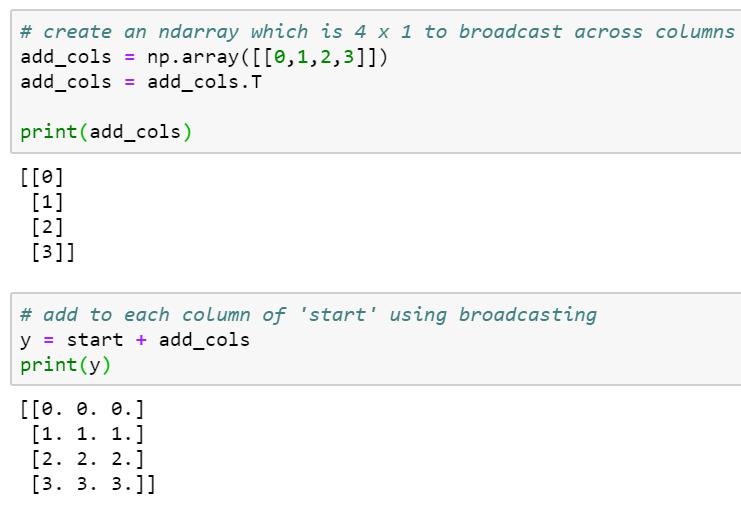 # create an ndarray which is 4 x 1 to broadcast across columns
add_cols = np.array([[0,1,2,3]])
add_cols = add_cols.T
print(add_cols)
[[0]
 [1]
 [2]
 [3]]
# add to each column of 'start' using broadcasting
y = start + add_cols
print(y)
[[0. 0. 0.]
 [1. 1. 1.]
 [2. 2. 2.]
 [3. 3. 3.]]